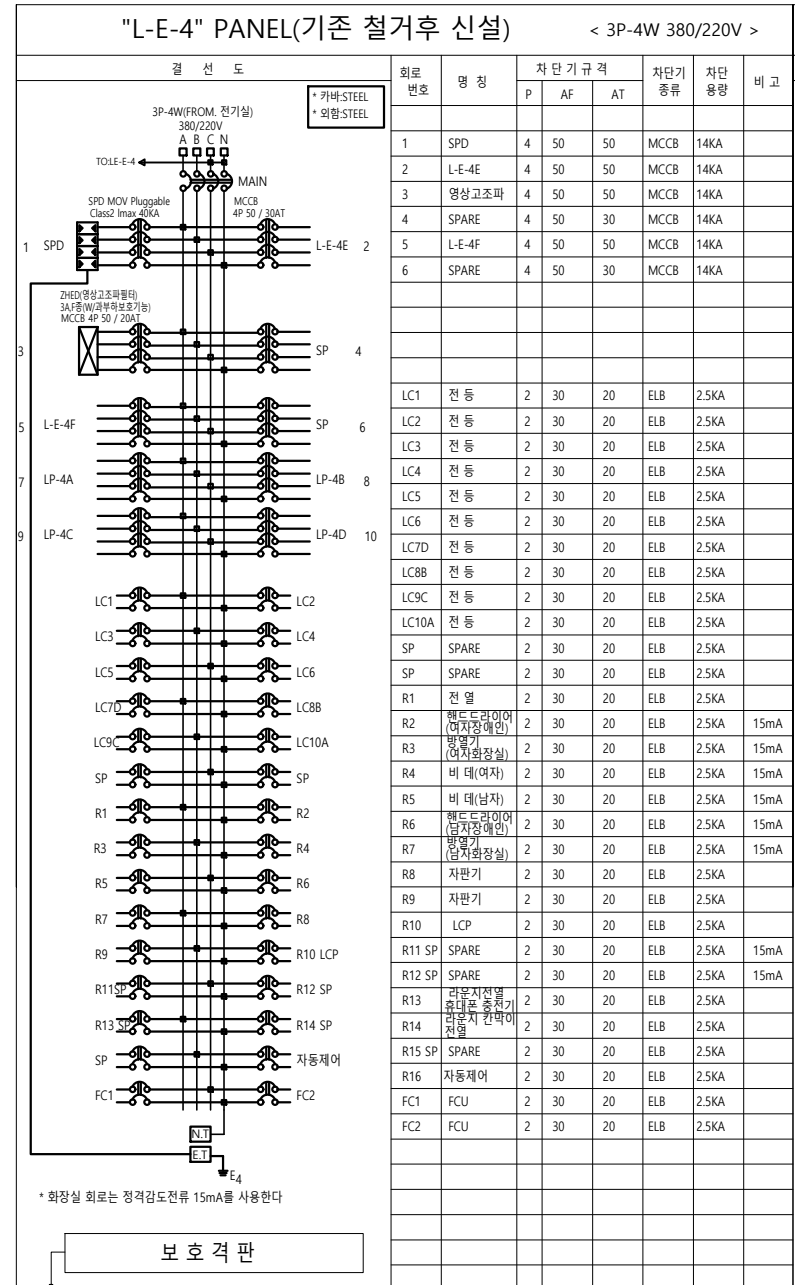 "L-E-4" PANEL(기존 철거후 신설) < 3P-4W 380/220V >
결 선 도
* 카바:STEEL
* 외함:STEEL
3P-4W(FROM. 전기실)
380/220V
A B C N
TO:LE-E-4
MAIN
SPD MOV Pluggable
Class2 Imax 40KA
MCCB
4P 50 / 30AT
1 SPD L-E-4E 2
ZHED(영상고조파필터)
3A,F종(W/과부하보호기능)
MCCB 4P 50 / 20AT
3 SP 4
5 L-E-4F SP 6
7 LP-4A LP-4B 8
9 LP-4C LP-4D 10
LC1 LC2
LC3 LC4
LC5 LC6
LC7D LC8B
LC9C LC10A
SP SP
R1 R2
R3 R4
R5 R6
R7 R8
R9 R10 LCP
R11SP R12 SP
R13 SP R14 SP
SP 자동제어
FC1 FC2
N.T
E.T
E4
* 화장실 회로는 정격감도전류 15mA를 사용한다
보 호 격 판
회로 번호 명 칭 차 단 기 규 격 차단기 종류 차단 용량 비 고
P AF AT
1 SPD 4 50 50 MCCB 14KA
2 L-E-4E 4 50 50 MCCB 14KA
3 영상고조파 4 50 50 MCCB 14KA
4 SPARE 4 50 30 MCCB 14KA
5 L-E-4F 4 50 50 MCCB 14KA
6 SPARE 4 50 30 MCCB 14KA
LC1 전 등 2 30 20 ELB 2.5KA
LC2 전 등 2 30 20 ELB 2.5KA
LC3 전 등 2 30 20 ELB 2.5KA
LC4 전 등 2 30 20 ELB 2.5KA
LC5 전 등 2 30 20 ELB 2.5KA
LC6 전 등 2 30 20 ELB 2.5KA
LC7D 전 등 2 30 20 ELB 2.5KA
LC8B 전 등 2 30 20 ELB 2.5KA
LC9C 전 등 2 30 20 ELB 2.5KA
LC10A 전 등 2 30 20 ELB 2.5KA
SP SPARE 2 30 20 ELB 2.5KA
SP SPARE 2 30 20 ELB 2.5KA
R1 전 열 2 30 20 ELB 2.5KA
R2 핸드드라이어 (여자장애인) 2 30 20 ELB 2.5KA 15mA
R3 방열기 (여자화장실) 2 30 20 ELB 2.5KA 15mA
R4 비 데(여자) 2 30 20 ELB 2.5KA 15mA
R5 비 데(남자) 2 30 20 ELB 2.5KA 15mA
R6 핸드드라이어 (남자장애인) 2 30 20 ELB 2.5KA 15mA
R7 방열기 (남자화장실) 2 30 20 ELB 2.5KA 15mA
R8 자판기 2 30 20 ELB 2.5KA
R9 자판기 2 30 20 ELB 2.5KA
R10 LCP 2 30 20 ELB 2.5KA
R11 SP SPARE 2 30 20 ELB 2.5KA 15mA
R12 SP SPARE 2 30 20 ELB 2.5KA 15mA
R13 라운지전열 휴대폰 충전기 2 30 20 ELB 2.5KA
R14 라운지 칸막이 전열 2 30 20 ELB 2.5KA
R15 SP SPARE 2 30 20 ELB 2.5KA
R16 자동제어 2 30 20 ELB 2.5KA
FC1 FCU 2 30 20 ELB 2.5KA
FC2 FCU 2 30 20 ELB 2.5KA